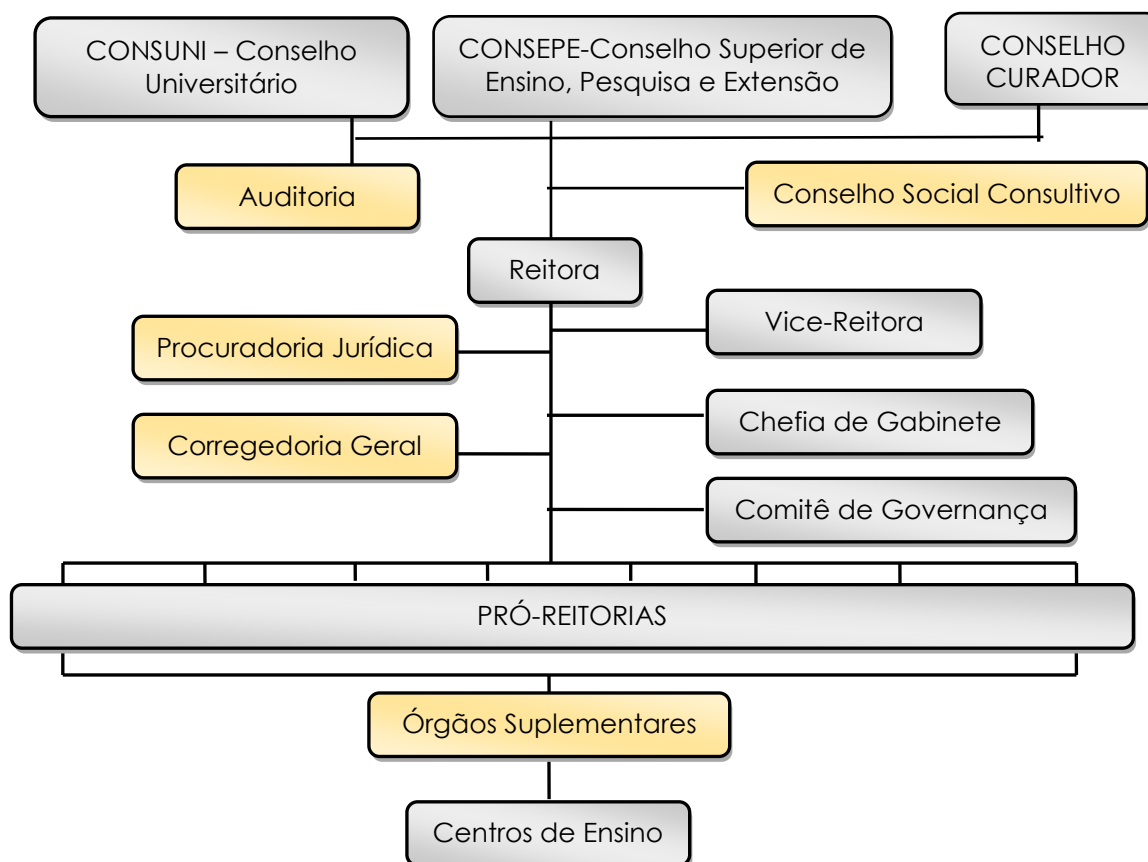 CONSUNI – Conselho
Universitário
CONSEPE-Conselho Superior de
Ensino, Pesquisa e Extensão
CONSELHO
CURADOR
Auditoria
Conselho Social Consultivo
Reitora
Vice-Reitora
Procuradoria Jurídica
Chefia de Gabinete
Corregedoria Geral
Comitê de Governança
PRÓ-REITORIAS
Órgãos Suplementares
Centros de Ensino